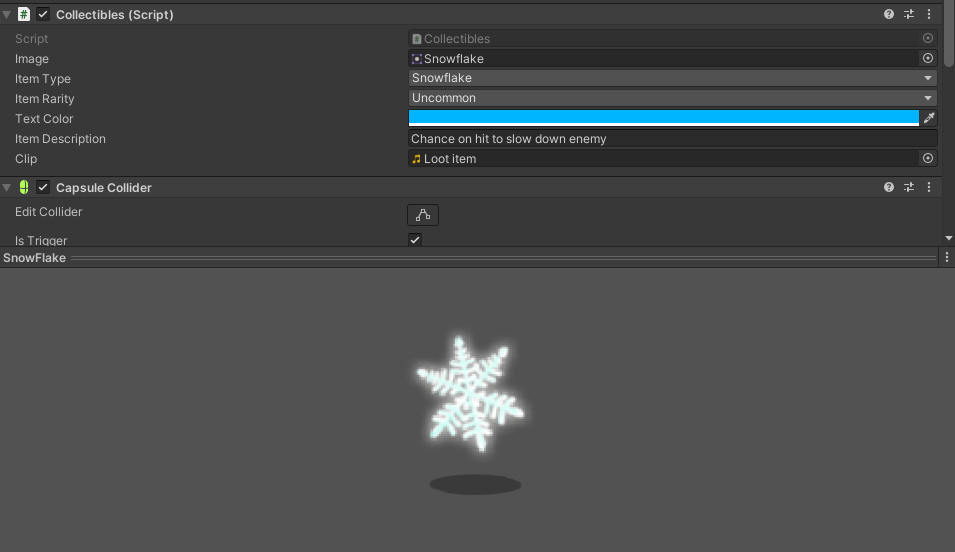 Collectibles (Script)
Script Collectibles
Image Snowflake
Item Type Snowflake
Item Rarity Uncommon
Text Color
Item Description Chance on hit to slow down enemy
Clip Loot item
Capsule Collider
Edit Collider
Is Trigger
SnowFlake